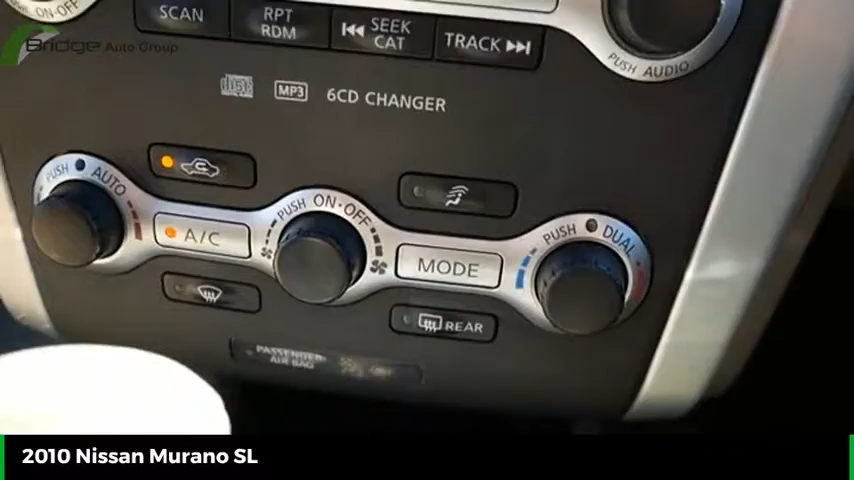 PUSH ON-OFF
SCAN
RPT
RDM
SEEK
CAT
TRACK
PUSH AUDIO
Bridge Auto Group
MP3
6CD CHANGER
PUSH AUTO
PUSH ON·OFF
PUSH DUAL
A/C
MODE
REAR
PASSENGER
AIR BAG
2010 Nissan Murano SL